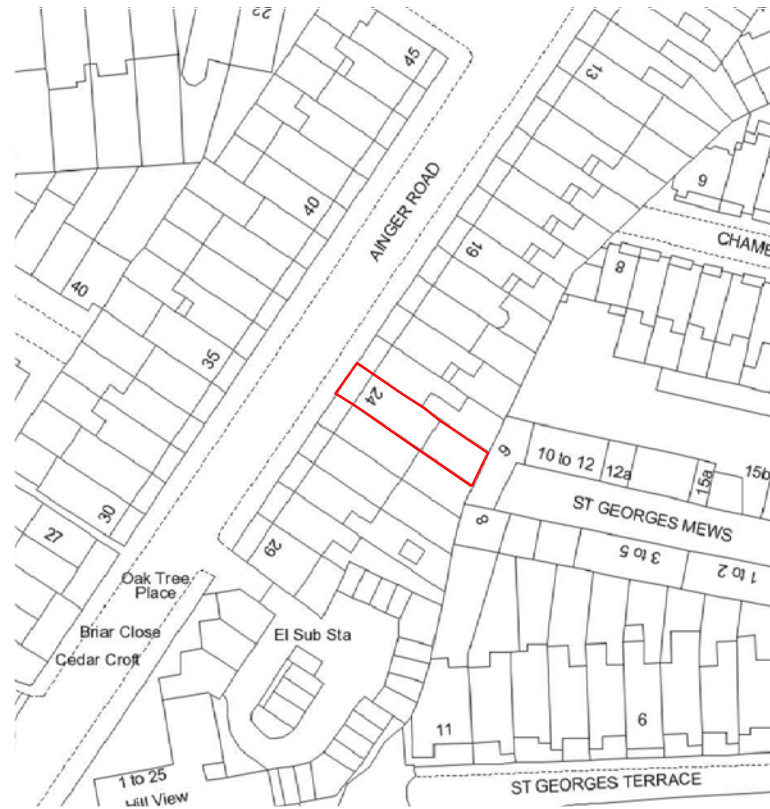 22
45
13
40
AINGER ROAD
19
9
CHAME
8
40
35
24
30
27
29
9
10 to 12
12a
15a
15b
ST GEORGES MEWS
8
3 to 5
1 to 2
Oak Tree
Place
Briar Close
Cedar Croft
El Sub Sta
11
6
1 to 25
Hill View
ST GEORGES TERRACE